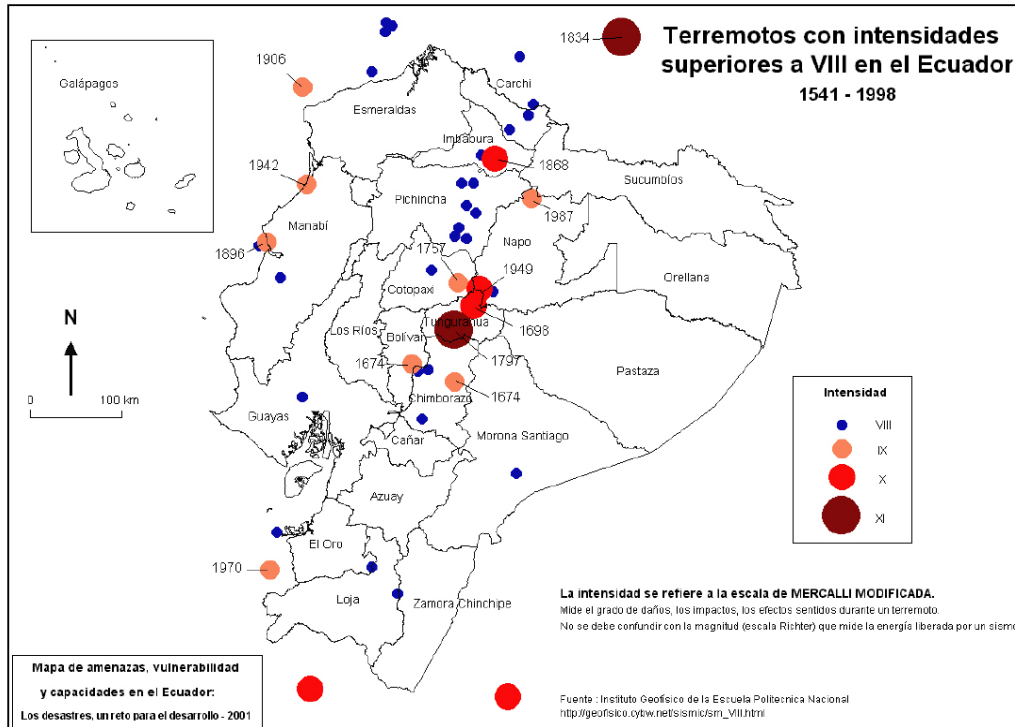 1834
Terremotos con intensidades
superiores a VIII en el Ecuador
1541 - 1998
Galápagos
1906
Carchi
Esmeraldas
Imbabura
1868
1942
Sucumbíos
Pichincha
1987
Manabí
Napo
1896
1757
1949
Orellana
Cotopaxi
N
Los Ríos
Tungurahua
1698
Bolívar
1797
1674
Pastaza
0 100 km
1674
Chimborazo
Guayas
Morona Santiago
Cañar
Intensidad
VIII
IX
X
XI
Azuay
El Oro
1970
Loja
Zamora Chinchipe
La intensidad se refiere a la escala de MERCALLI MODIFICADA.
Mide el grado de daños, los impactos, los efectos sentidos durante un terremoto.
No se debe confundir con la magnitud (escala Richter) que mide la energía liberada por un sismo
Mapa de amenazas, vulnerabilidad
y capacidades en el Ecuador:
Los desastres, un reto para el desarrollo - 2001
Fuente : Instituto Geofísico de la Escuela Politecnica Nacional
http://geofisico.cybw.net/sismic/sm_VIII.html